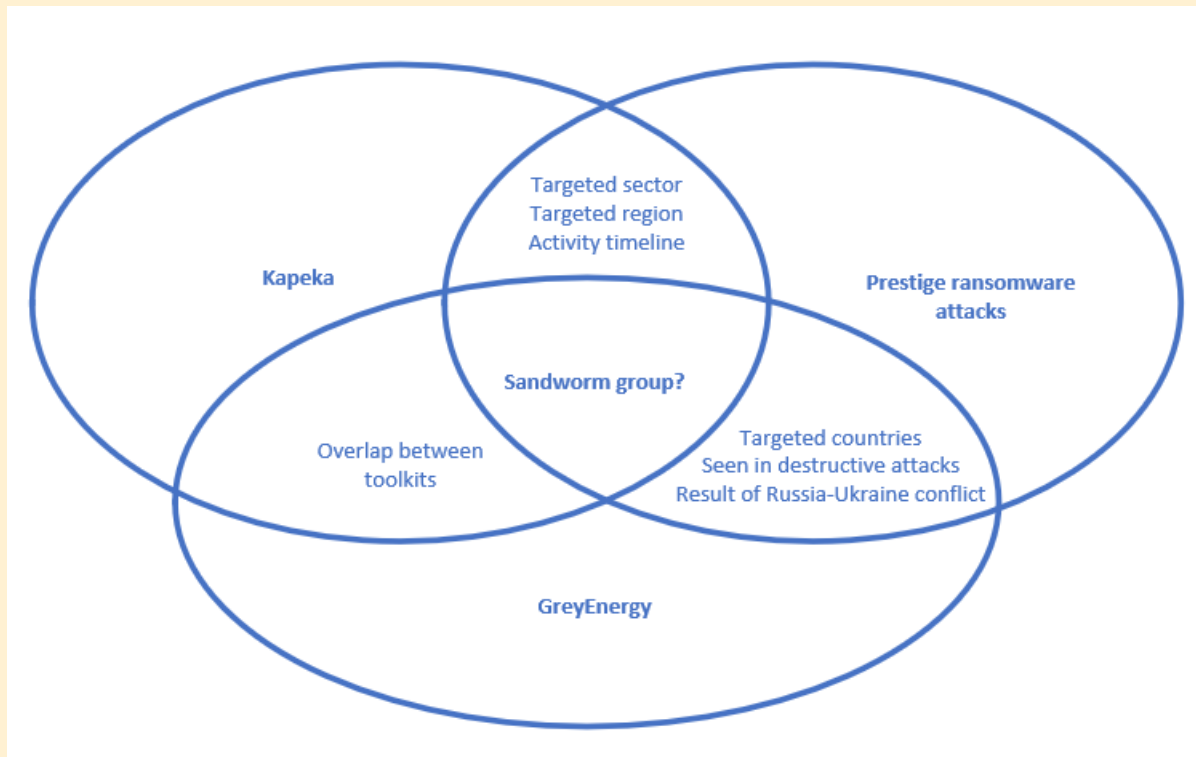 Targeted sector
Targeted region
Activity timeline
Kapeka
Prestige ransomware
attacks
Sandworm group?
Overlap between
toolkits
Targeted countries
Seen in destructive attacks
Result of Russia-Ukraine conflict
GreyEnergy